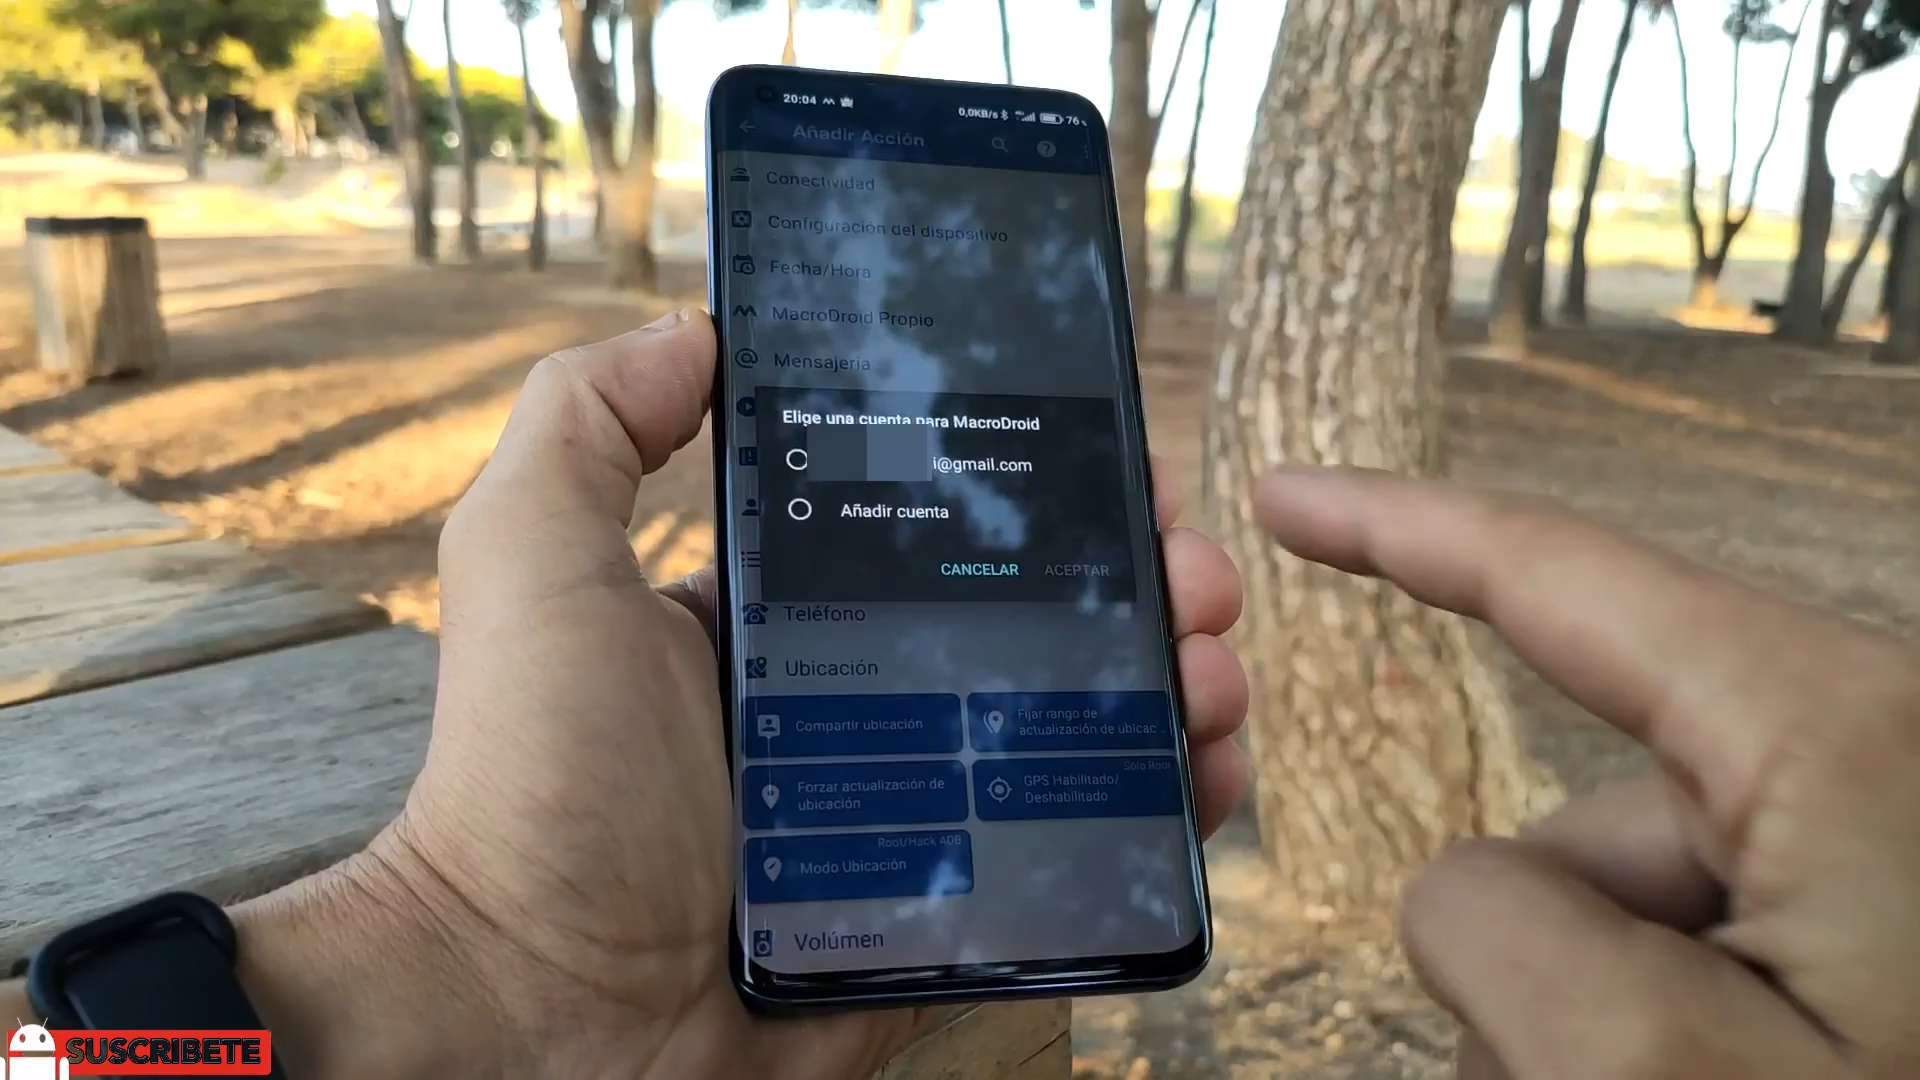 20:04
0,0KB/s 76
Añadir Acción
Conectividad
Configuración del dispositivo
Fecha/Hora
MacroDroid Propio
Mensajería
Elige una cuenta para MacroDroid
i@gmail.com
Añadir cuenta
CANCELAR ACEPTAR
Teléfono
Ubicación
Compartir ubicación
Fijar rango de
actualización de ubicac..
Forzar actualización de
ubicación
Sólo Root
GPS Habilitado/
Deshabilitado
Root/Hack ADB
Modo Ubicación
Volúmen
SUSCRIBETE